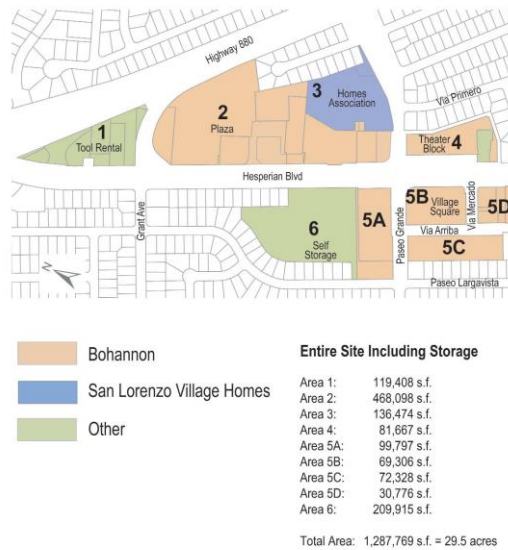 Highway 880
Via Primero
3
Homes
Association
2
Plaza
1
Tool Rental
Theater
Block
4
Hesperian Blvd
Grant Ave
6
Self
Storage
5A
Paseo Grande
5B
Village
Square
Via Mercado
5D
Via Arriba
5C
Paseo Largavista
N
Bohannon
San Lorenzo Village Homes
Other
Entire Site Including Storage
Area 1: 119,408 s.f.
Area 2: 468,098 s.f.
Area 3: 136,474 s.f.
Area 4: 81,667 s.f.
Area 5A: 99,797 s.f.
Area 5B: 69,306 s.f.
Area 5C: 72,328 s.f.
Area 5D: 30,776 s.f.
Area 6: 209,915 s.f.
Total Area: 1,287,769 s.f. = 29.5 acres